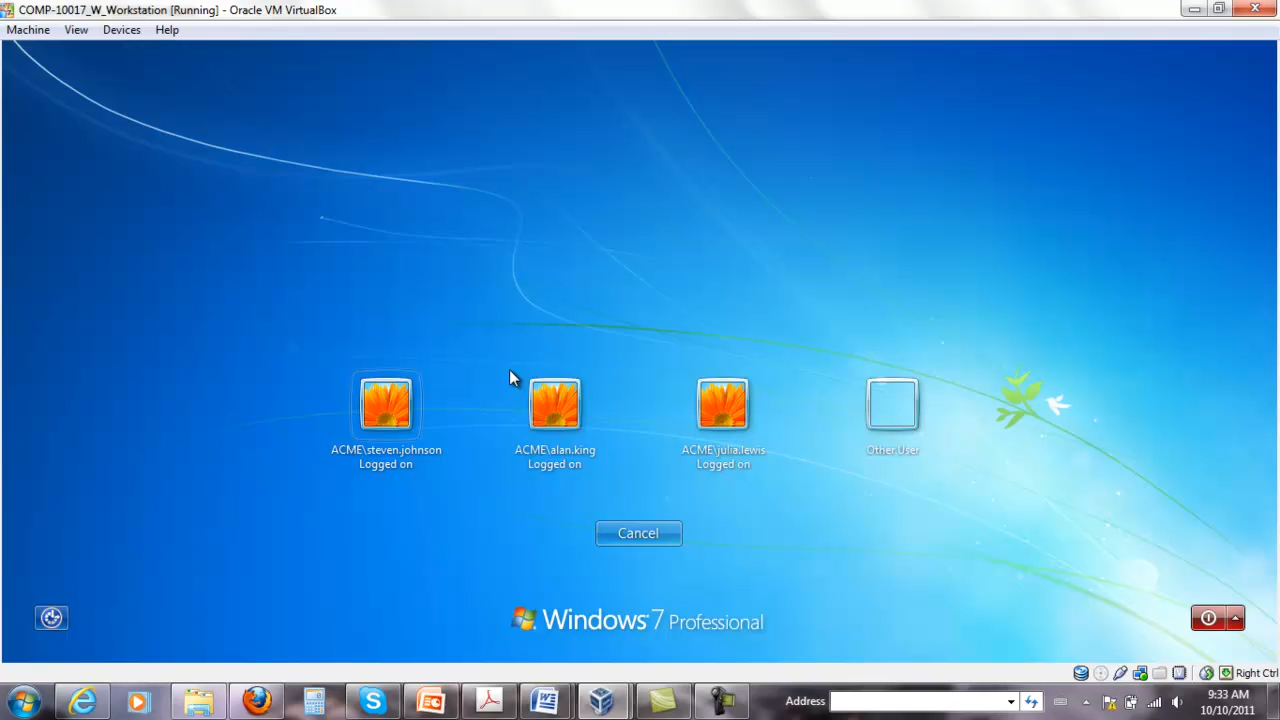 COMP-10017_W_Workstation [Running] - Oracle VM VirtualBox
Machine View Devices Help
ACME\steven.johnson ACME\alan.king ACME\julia.lewis Other User
Logged on Logged on Logged on
Cancel
Windows 7 Professional
Right Ctrl
Address
9:33 AM
10/10/2011